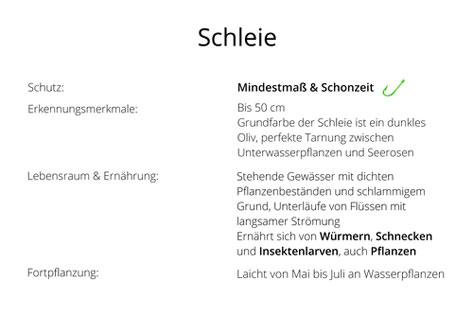 Schleie
Schutz: Mindestmaß & Schonzeit
Erkennungsmerkmale: Bis 50 cm
Grundfarbe der Schleie ist ein dunkles
Oliv, perfekte Tarnung zwischen
Unterwasserpflanzen und Seerosen
Lebensraum & Ernährung: Stehende Gewässer mit dichten
Pflanzenbeständen und schlammigem
Grund, Unterläufe von Flüssen mit
langsamer Strömung
Ernährt sich von Würmern, Schnecken
und Insektenlarven, auch Pflanzen
Fortpflanzung: Laicht von Mai bis Juli an Wasserpflanzen